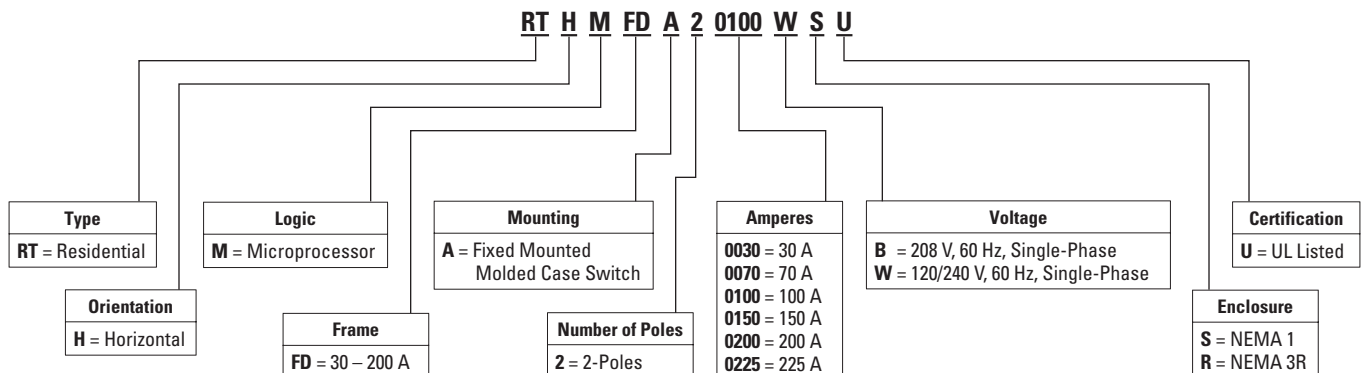 RT H M FD A 2 0100 W S U
Type
RT = Residential
Orientation
H = Horizontal
Logic
M = Microprocessor
Frame
FD = 30 – 200 A
Mounting
A = Fixed Mounted
Molded Case Switch
Number of Poles
2 = 2-Poles
Amperes
0030 = 30 A
0070 = 70 A
0100 = 100 A
0150 = 150 A
0200 = 200 A
0225 = 225 A
Voltage
B = 208 V, 60 Hz, Single-Phase
W = 120/240 V, 60 Hz, Single-Phase
Certification
U = UL Listed
Enclosure
S = NEMA 1
R = NEMA 3R